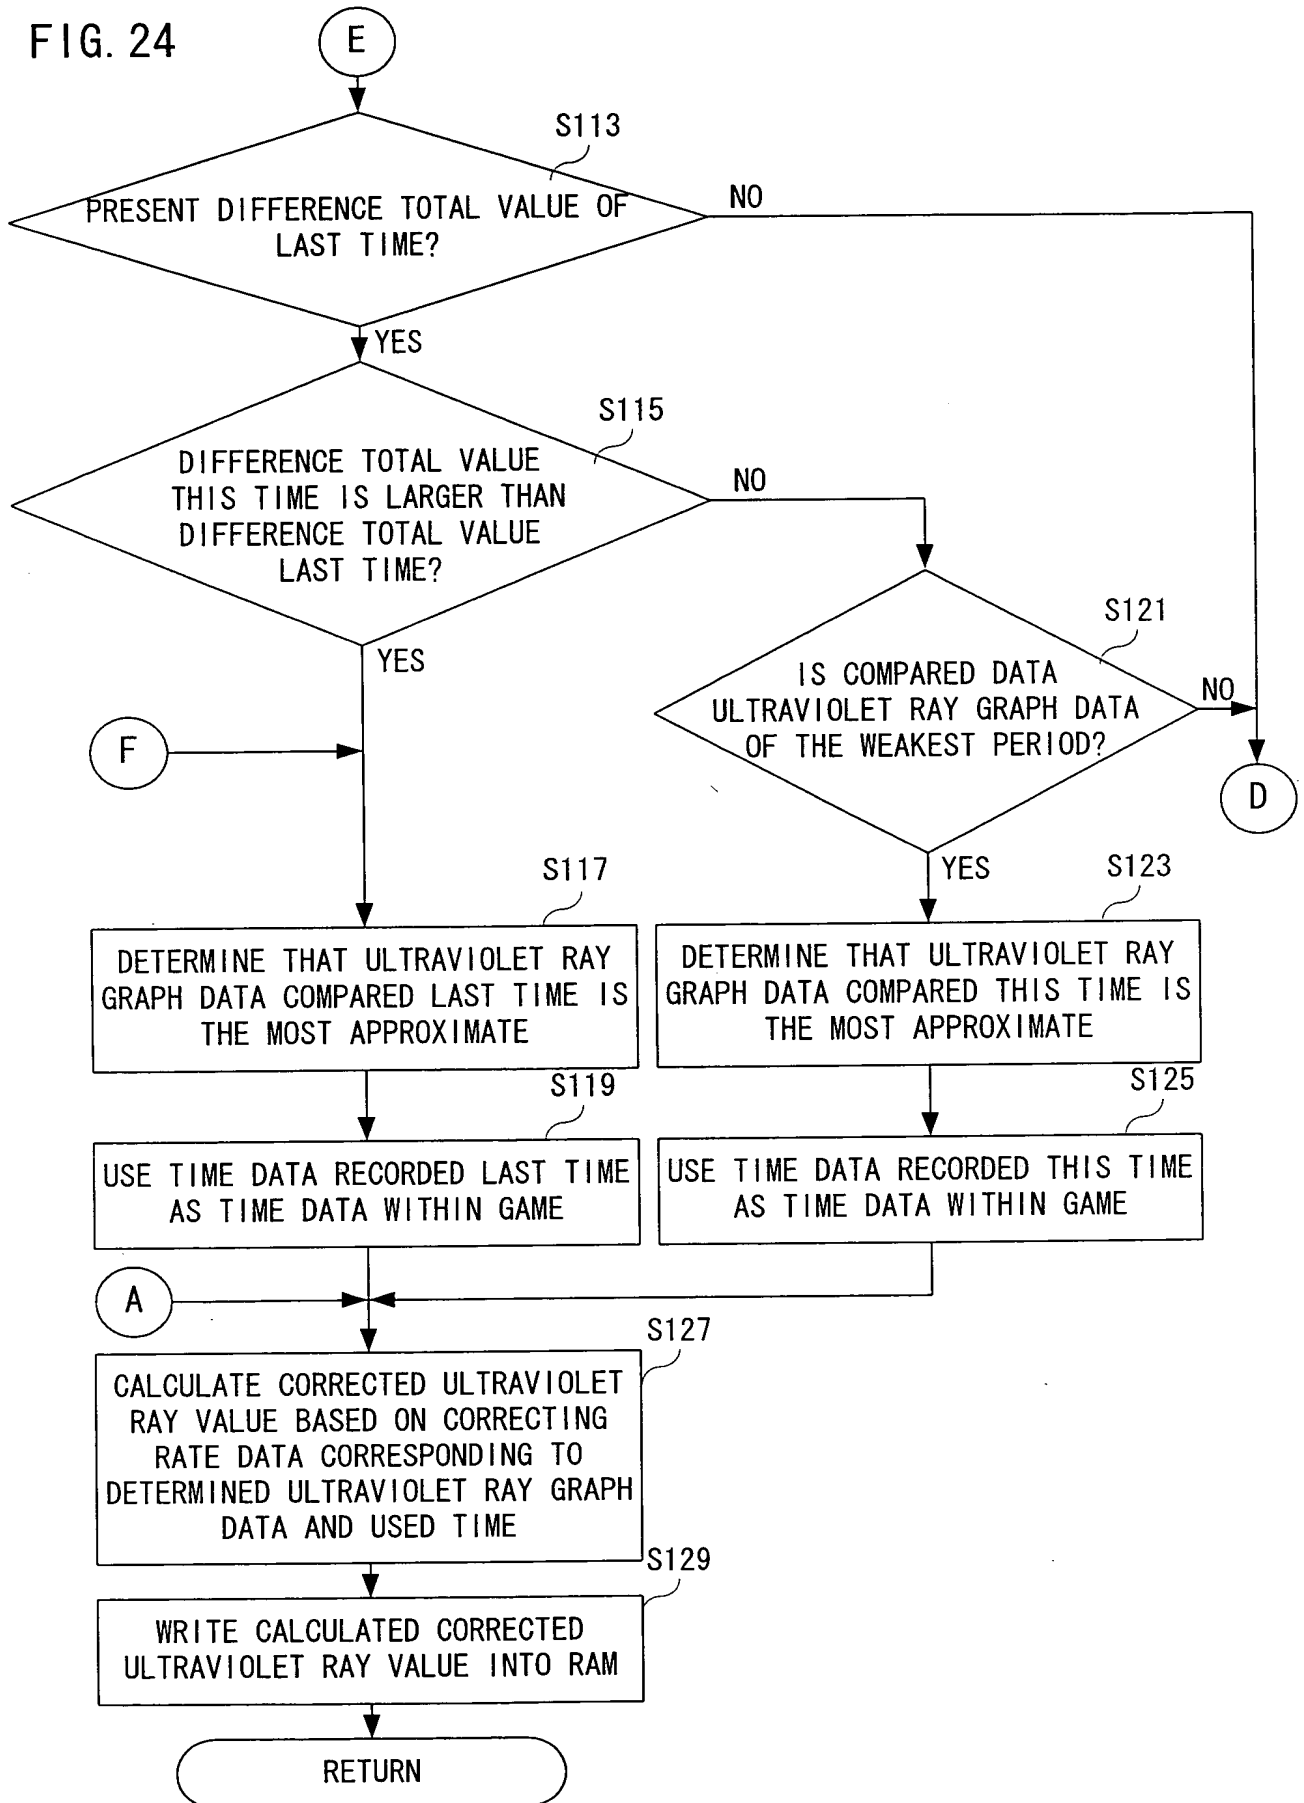 FIG. 24
E
S113
PRESENT DIFFERENCE TOTAL VALUE OF
LAST TIME?
NO
YES
S115
DIFFERENCE TOTAL VALUE
THIS TIME IS LARGER THAN
DIFFERENCE TOTAL VALUE
LAST TIME?
NO
YES
S121
IS COMPARED DATA
ULTRAVIOLET RAY GRAPH DATA
OF THE WEAKEST PERIOD?
NO
YES
F
D
S117
DETERMINE THAT ULTRAVIOLET RAY
GRAPH DATA COMPARED LAST TIME IS
THE MOST APPROXIMATE
S123
DETERMINE THAT ULTRAVIOLET RAY
GRAPH DATA COMPARED THIS TIME IS
THE MOST APPROXIMATE
S119
USE TIME DATA RECORDED LAST TIME
AS TIME DATA WITHIN GAME
S125
USE TIME DATA RECORDED THIS TIME
AS TIME DATA WITHIN GAME
A
S127
CALCULATE CORRECTED ULTRAVIOLET
RAY VALUE BASED ON CORRECTING
RATE DATA CORRESPONDING TO
DETERMINED ULTRAVIOLET RAY GRAPH
DATA AND USED TIME
S129
WRITE CALCULATED CORRECTED
ULTRAVIOLET RAY VALUE INTO RAM
RETURN